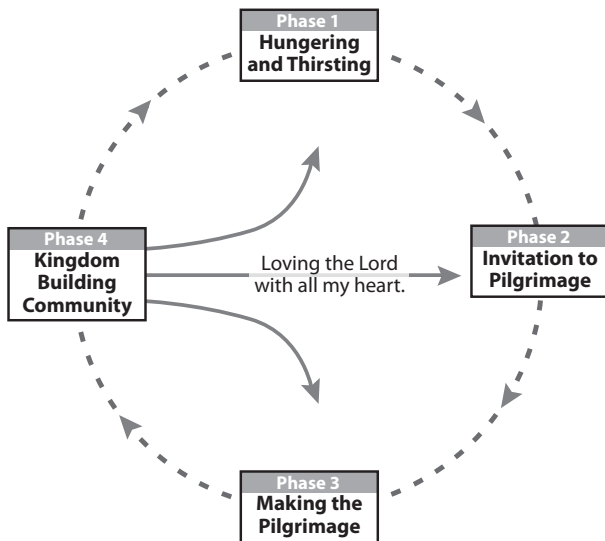 Phase 1
Hungering
and Thirsting
Phase 4
Kingdom
Building
Community
Loving the Lord
with all my heart.
Phase 2
Invitation to
Pilgrimage
Phase 3
Making the
Pilgrimage